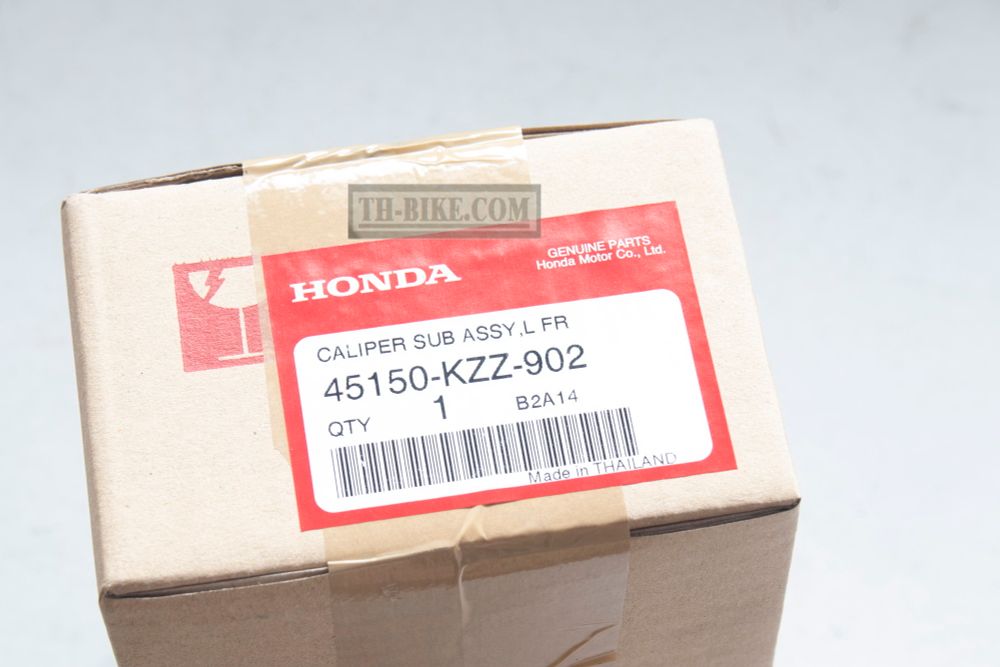 TH-BIKE.COM
HONDA
GENUINE PARTS
Honda Motor Co., Ltd.
CALIPER SUB ASSY,L FR
45150-KZZ-902
QTY 1 B2A14
Made in THAILAND